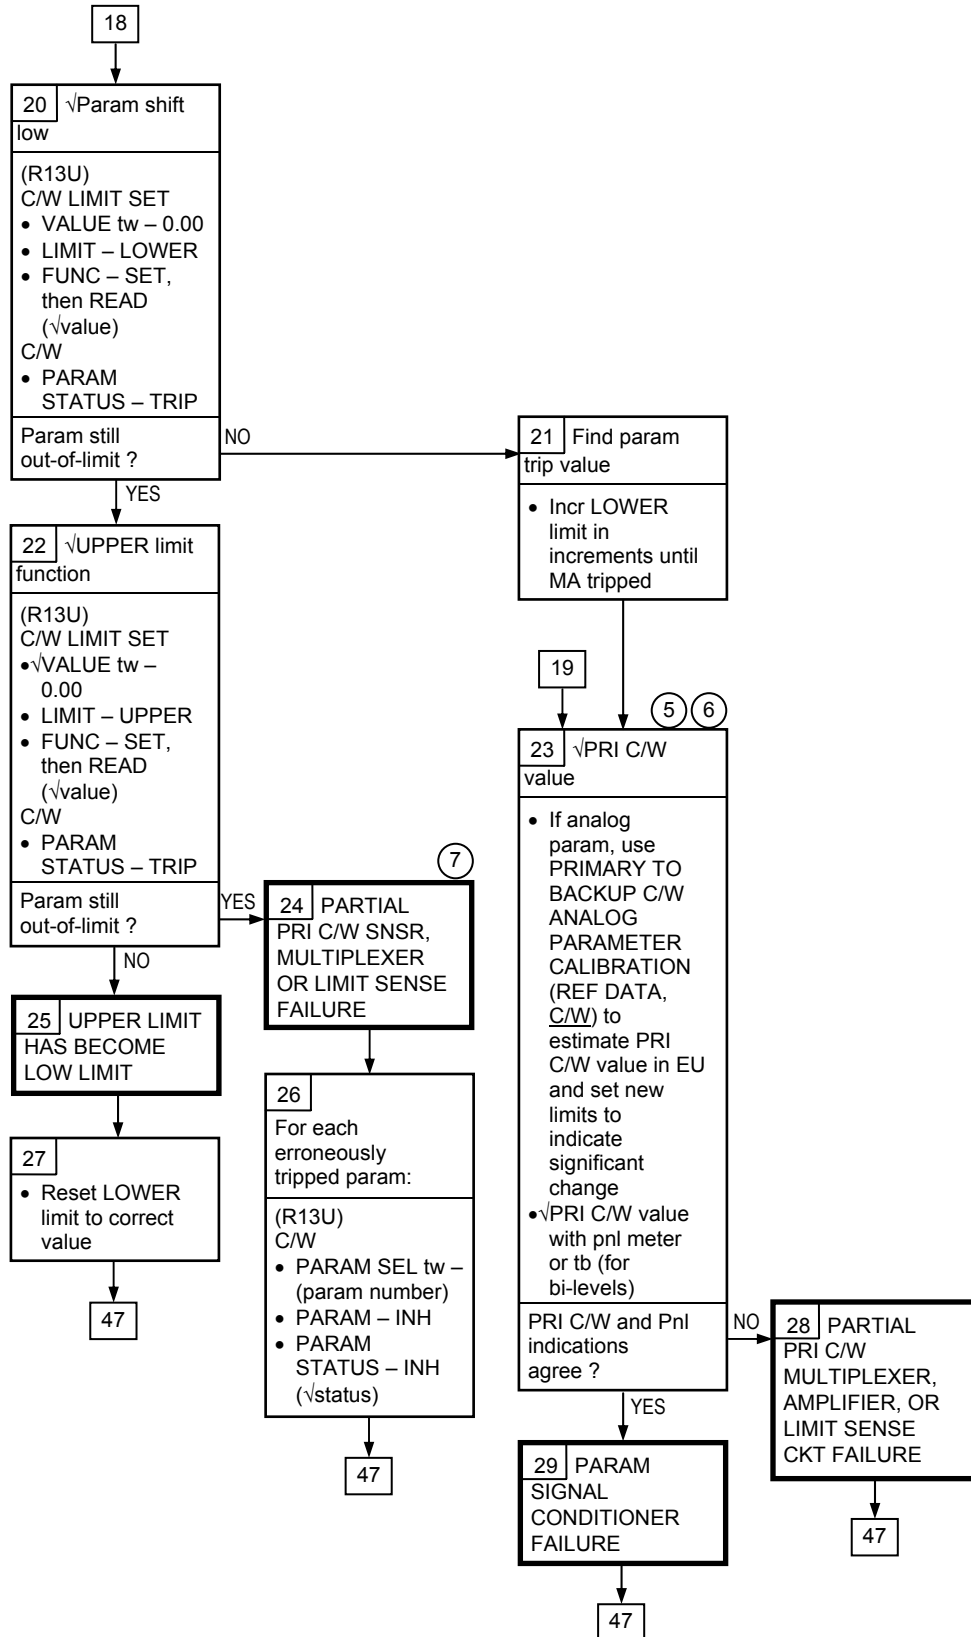 18
20 √Param shift
low
(R13U)
C/W LIMIT SET
• VALUE tw – 0.00
• LIMIT – LOWER
• FUNC – SET,
then READ
(√value)
C/W
• PARAM
STATUS – TRIP
Param still
out-of-limit ?
NO
YES
21 Find param
trip value
• Incr LOWER
limit in
increments until
MA tripped
22 √UPPER limit
function
(R13U)
C/W LIMIT SET
•√VALUE tw –
0.00
• LIMIT – UPPER
• FUNC – SET,
then READ
(√value)
C/W
• PARAM
STATUS – TRIP
Param still
out-of-limit ?
YES
NO
19
5 6
23 √PRI C/W
value
• If analog
param, use
PRIMARY TO
BACKUP C/W
ANALOG
PARAMETER
CALIBRATION
(REF DATA,
C/W) to
estimate PRI
C/W value in EU
and set new
limits to
indicate
significant
change
•√PRI C/W value
with pnl meter
or tb (for
bi-levels)
PRI C/W and Pnl
indications
agree ?
NO
YES
7
24 PARTIAL
PRI C/W SNSR,
MULTIPLEXER
OR LIMIT SENSE
FAILURE
25 UPPER LIMIT
HAS BECOME
LOW LIMIT
26
For each
erroneously
tripped param:
(R13U)
C/W
• PARAM SEL tw –
(param number)
• PARAM – INH
• PARAM
STATUS – INH
(√status)
47
27
• Reset LOWER
limit to correct
value
47
28 PARTIAL
PRI C/W
MULTIPLEXER,
AMPLIFIER, OR
LIMIT SENSE
CKT FAILURE
47
29 PARAM
SIGNAL
CONDITIONER
FAILURE
47